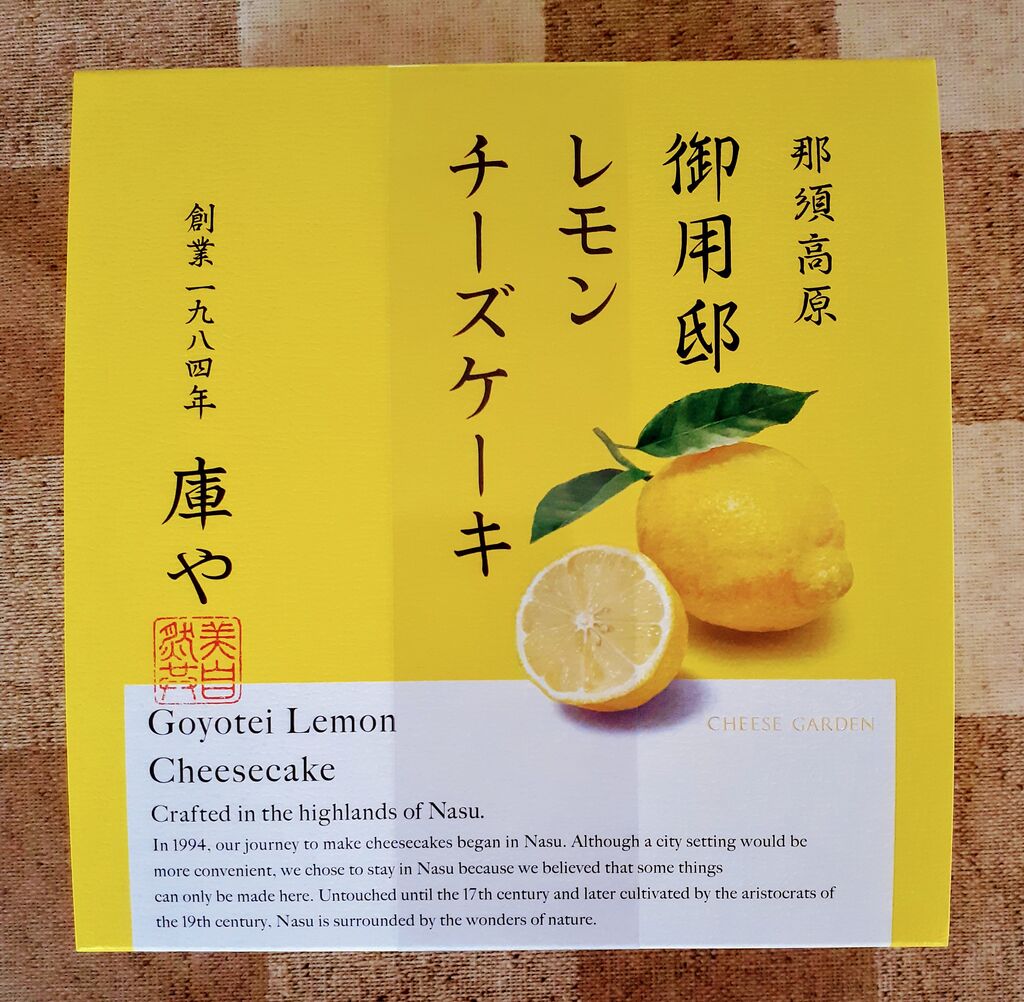 那須高原
御用邸
レモン
チーズケーキ
創業一九八四年 庫や
美自然共
Goyotei Lemon
Cheesecake
CHEESE GARDEN
Crafted in the highlands of Nasu.
In 1994, our journey to make cheesecakes began in Nasu. Although a city setting would be
more convenient, we chose to stay in Nasu because we believed that some things
can only be made here. Untouched until the 17th century and later cultivated by the aristocrats of
the 19th century, Nasu is surrounded by the wonders of nature.